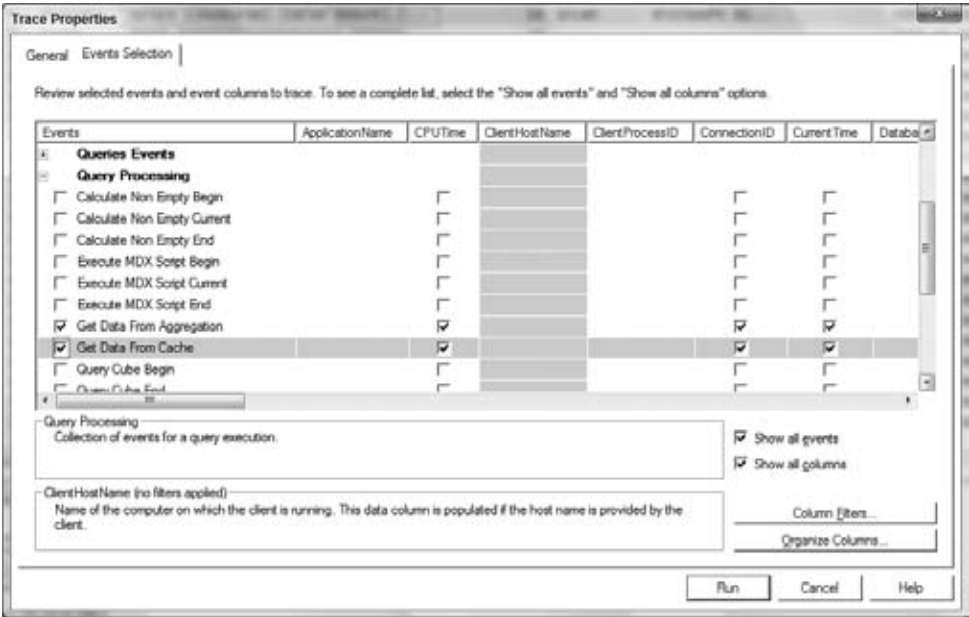 Trace Properties
General Events Selection
Review selected events and event columns to trace. To see a complete list, select the "Show all events" and "Show all columns" options.
Events ApplicationName CPUTime ClientHostName ClientProcessID ConnectionID CurrentTime Databa
Queries Events
Query Processing
Calculate Non Empty Begin
Calculate Non Empty Current
Calculate Non Empty End
Execute MDX Script Begin
Execute MDX Script Current
Execute MDX Script End
Get Data From Aggregation
Get Data From Cache
Query Cube Begin
Query Cube End
Query Processing
Collection of events for a query execution.
Show all events
Show all columns
ClientHostName (no filters applied)
Name of the computer on which the client is running. This data column is populated if the host name is provided by the
client.
Column Filters...
Organize Columns...
Run Cancel Help